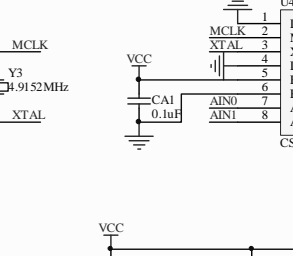 U4
1
MCLK 2
MCLK
XTAL 3
VCC
4
Y3
5
4.9152MHz
6
CA1
AIN0 7
0.1uF
XTAL
AIN1 8
CS
VCC